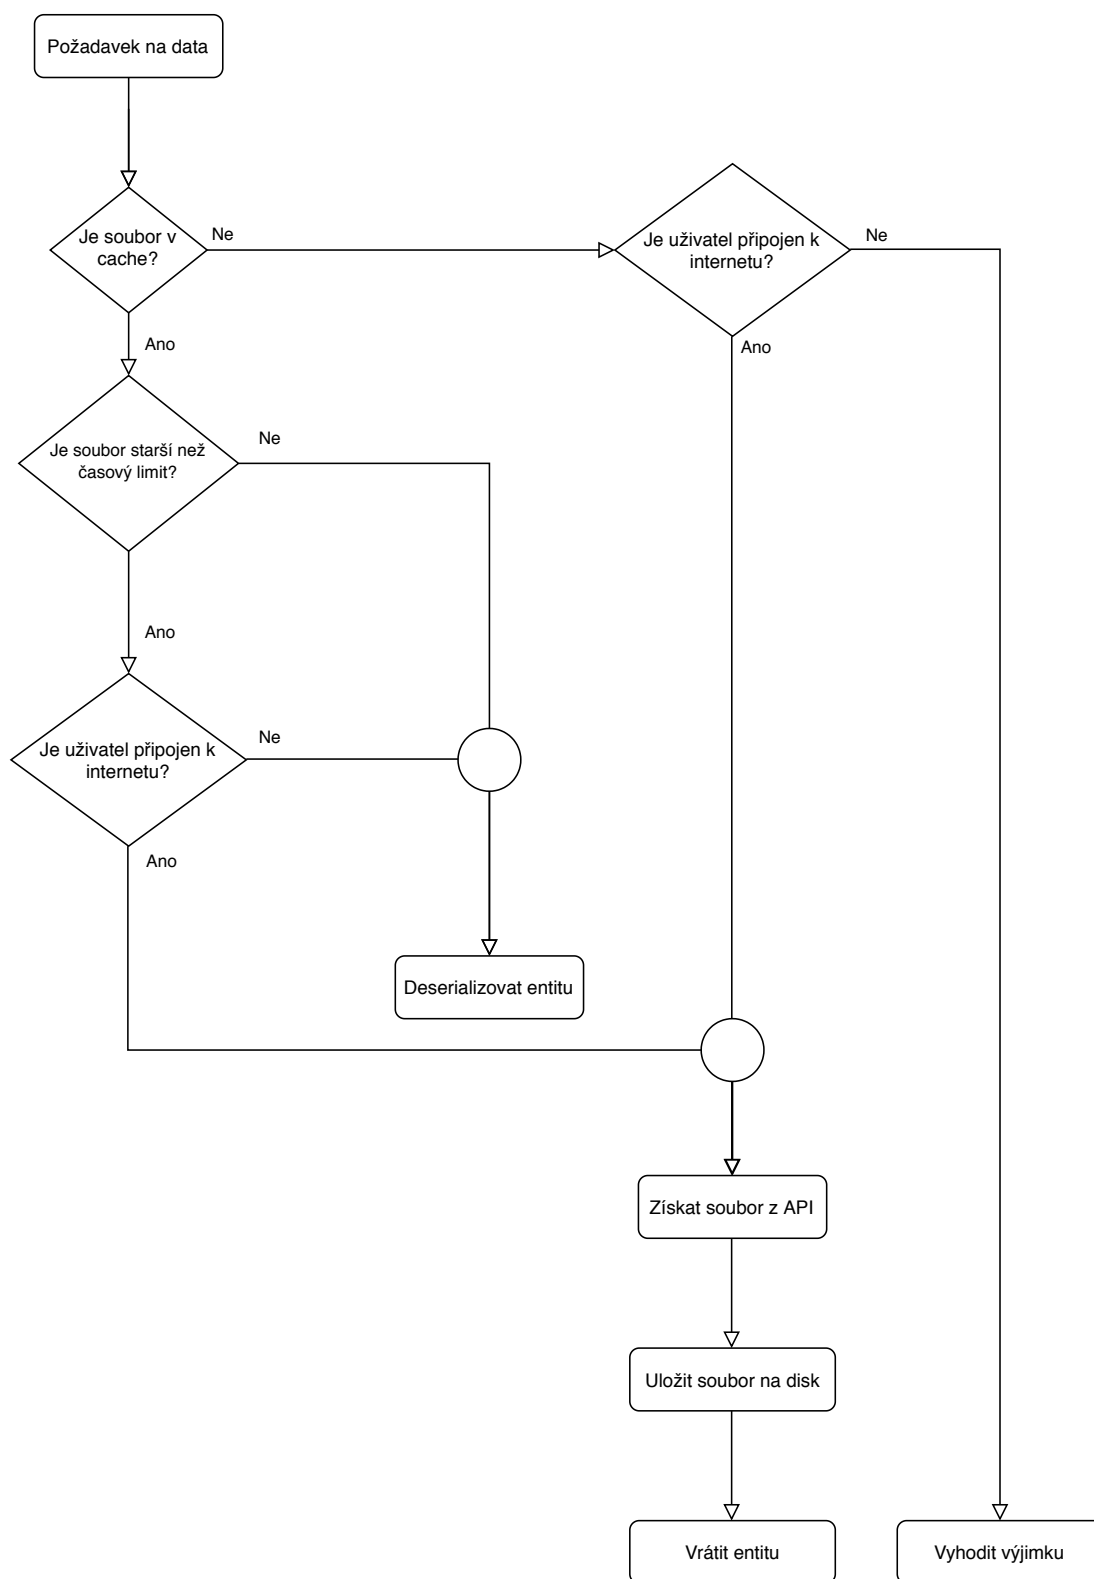 Požadavek na data
Je soubor v
cache?
Ne
Je uživatel připojen k
internetu?
Ne
Ano
Ano
Je soubor starší než
časový limit?
Ne
Ano
Je uživatel připojen k
internetu?
Ne
Ano
Deserializovat entitu
Získat soubor z API
Uložit soubor na disk
Vrátit entitu
Vyhodit výjimku